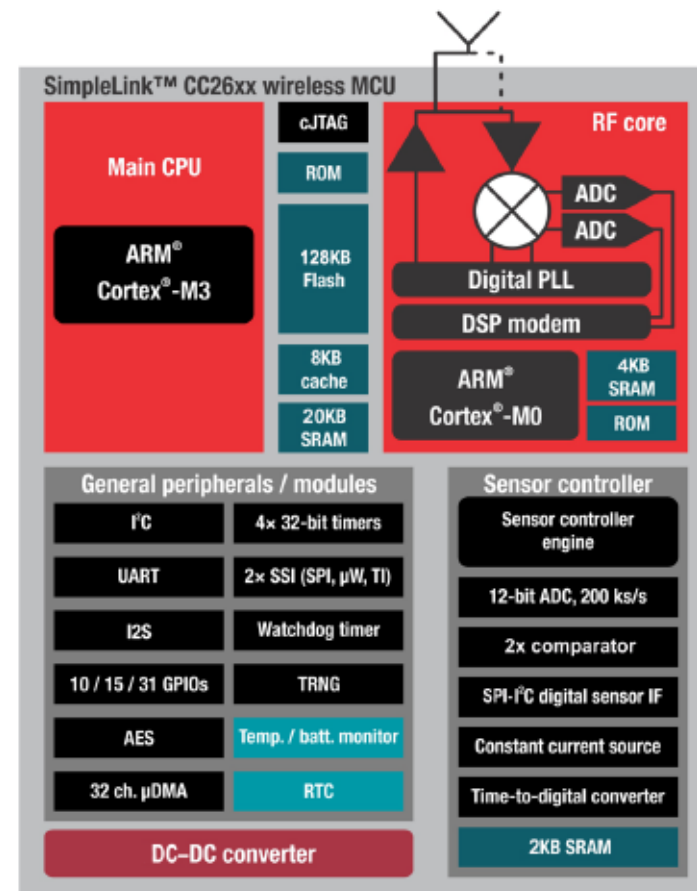 SimpleLink™ CC26xx wireless MCU
Main CPU
ARM®
Cortex®-M3
cJTAG
ROM
128KB
Flash
8KB
cache
20KB
SRAM
RF core
ADC
ADC
Digital PLL
DSP modem
ARM®
Cortex®-M0
4KB
SRAM
ROM
General peripherals / modules
I²C
4× 32-bit timers
UART
2× SSI (SPI, µW, TI)
I2S
Watchdog timer
10 / 15 / 31 GPIOs
TRNG
AES
Temp. / batt. monitor
32 ch. µDMA
RTC
Sensor controller
Sensor controller
engine
12-bit ADC, 200 ks/s
2x comparator
SPI-I²C digital sensor IF
Constant current source
Time-to-digital converter
2KB SRAM
DC–DC converter